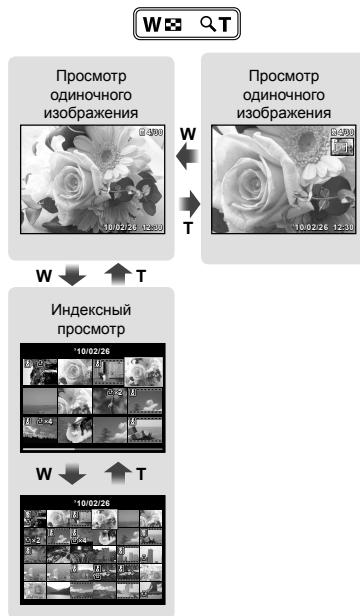 W T
Просмотр
одиночного
изображения
4/30
'10/02/26 12:30
W
T
Просмотр
одиночного
изображения
4/30
'10/02/26 12:30
W T
Индексный
просмотр
'10/02/26
×2
×4
W T
'10/02/26
×2
×4